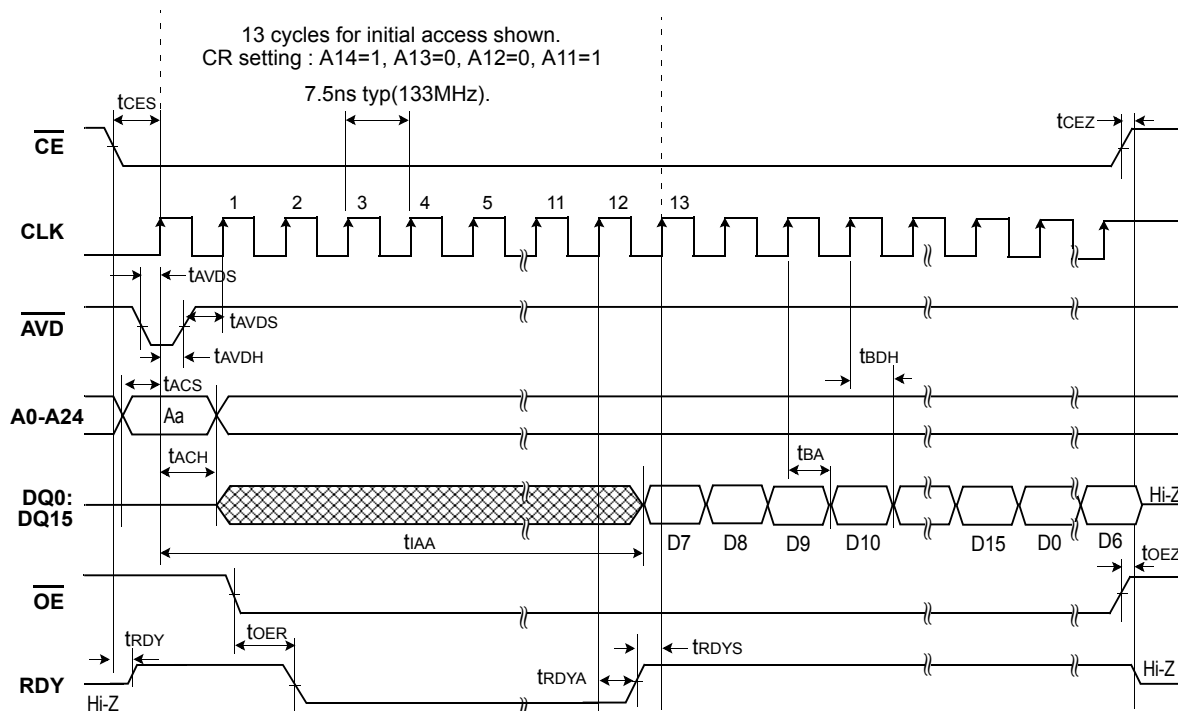 13 cycles for initial access shown.
CR setting : A14=1, A13=0, A12=0, A11=1
7.5ns typ(133MHz).
tCES
tCEZ
CE
CLK
1 2 3 4 5 11 12 13
tAVDS
AVD
tAVDS
tAVDH
tBDH
tACS
A0-A24
Aa
tACH
tBA
DQ0:
DQ15
Hi-Z
tIAA
D7 D8 D9 D10 D15 D0 D6
tOEZ
OE
tOER
tRDY
tRDYS
tRDYA
RDY
Hi-Z
Hi-Z